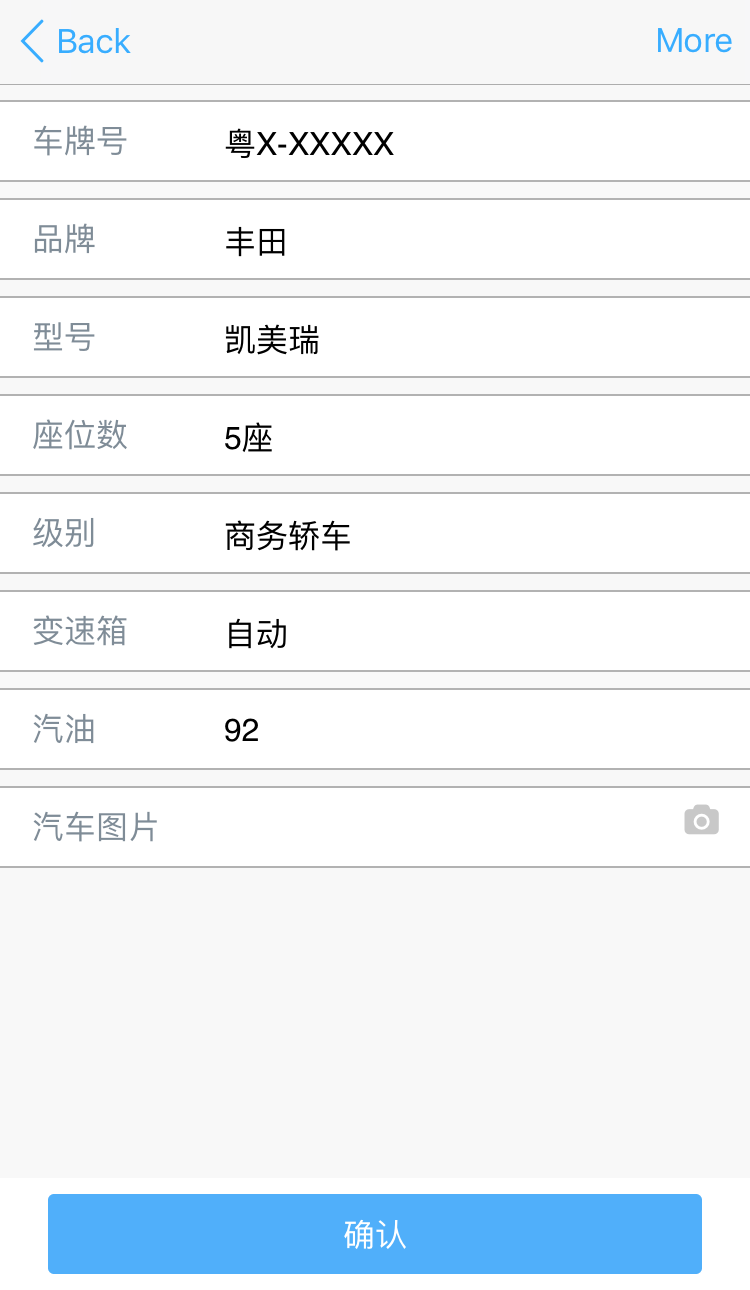 Back More
车牌号 粤X-XXXXX
品牌 丰田
型号 凯美瑞
座位数 5座
级别 商务轿车
变速箱 自动
汽油 92
汽车图片
确认